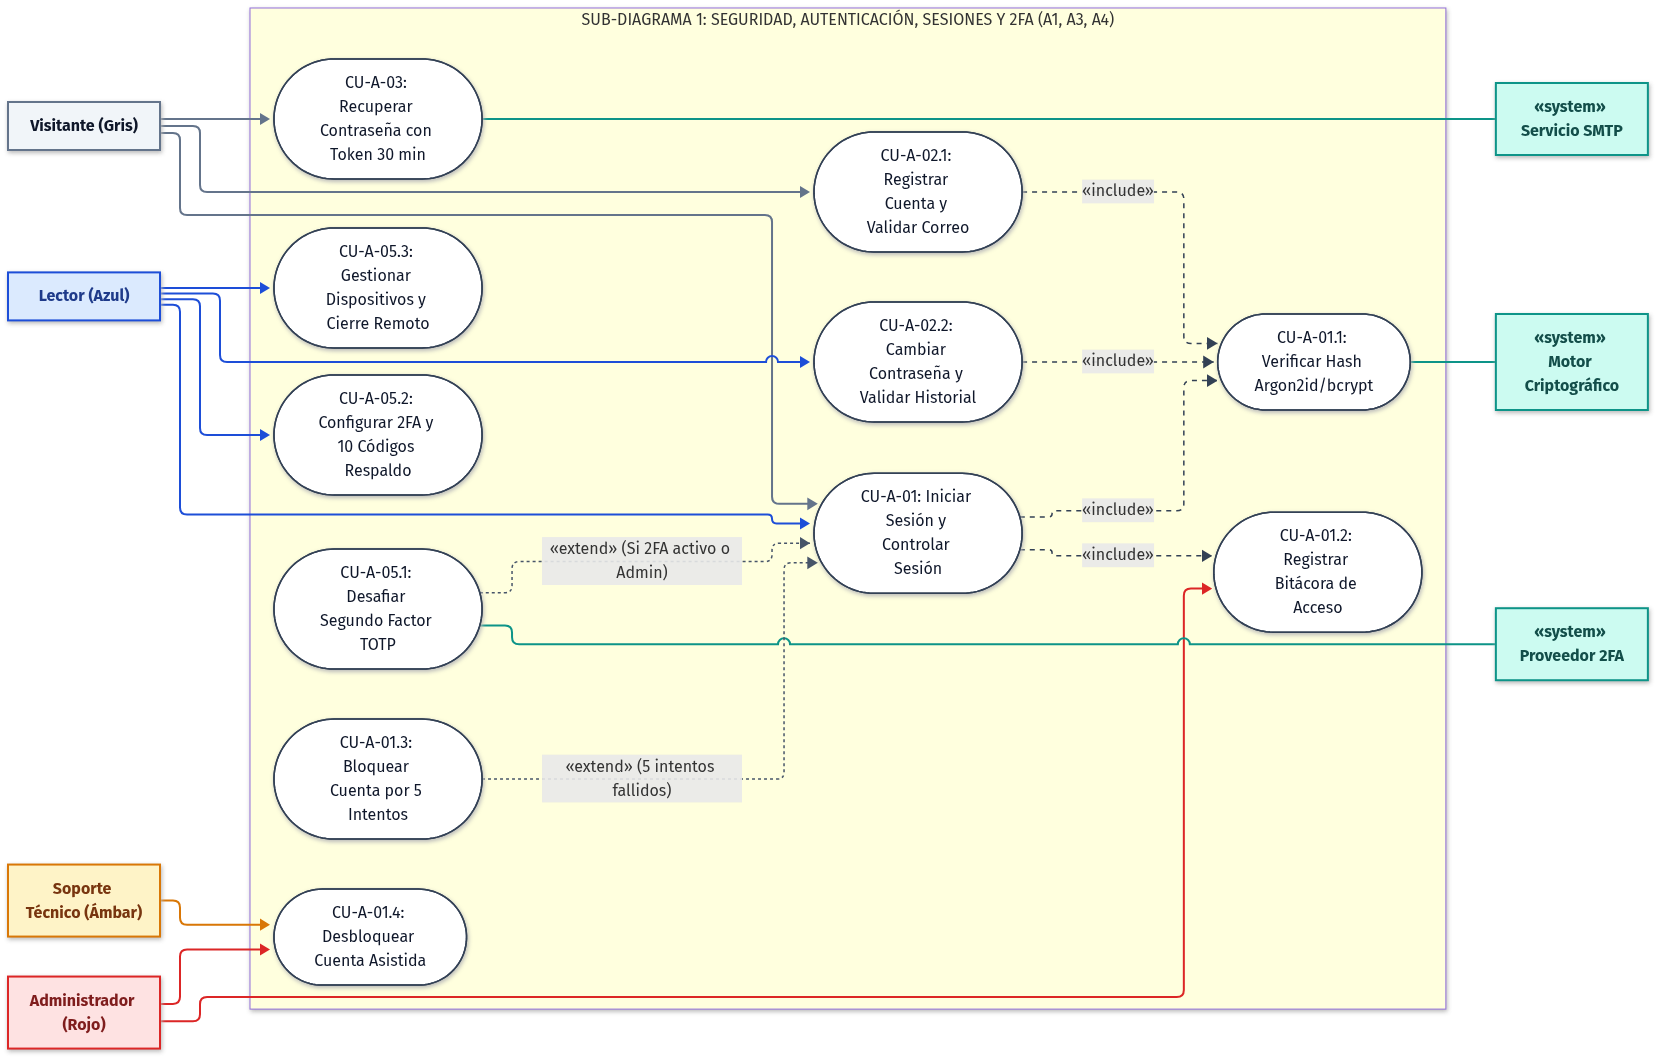 SUB-DIAGRAMA 1: SEGURIDAD, AUTENTICACIÓN, SESIONES Y 2FA (A1, A3, A4)
Visitante (Gris)
Lector (Azul)
Soporte
Técnico (Ámbar)
Administrador
(Rojo)
CU-A-03:
Recuperar
Contraseña con
Token 30 min
CU-A-05.3:
Gestionar
Dispositivos y
Cierre Remoto
CU-A-05.2:
Configurar 2FA y
10 Códigos
Respaldo
CU-A-05.1:
Desafiar
Segundo Factor
TOTP
CU-A-01.3:
Bloquear
Cuenta por 5
Intentos
CU-A-01.4:
Desbloquear
Cuenta Asistida
«extend» (Si 2FA activo o
Admin)
«extend» (5 intentos
fallidos)
CU-A-02.1:
Registrar
Cuenta y
Validar Correo
CU-A-02.2:
Cambiar
Contraseña y
Validar Historial
CU-A-01: Iniciar
Sesión y
Controlar
Sesión
«include»
«include»
«include»
«include»
CU-A-01.1:
Verificar Hash
Argon2id/bcrypt
CU-A-01.2:
Registrar
Bitácora de
Acceso
«system»
Servicio SMTP
«system»
Motor
Criptográfico
«system»
Proveedor 2FA